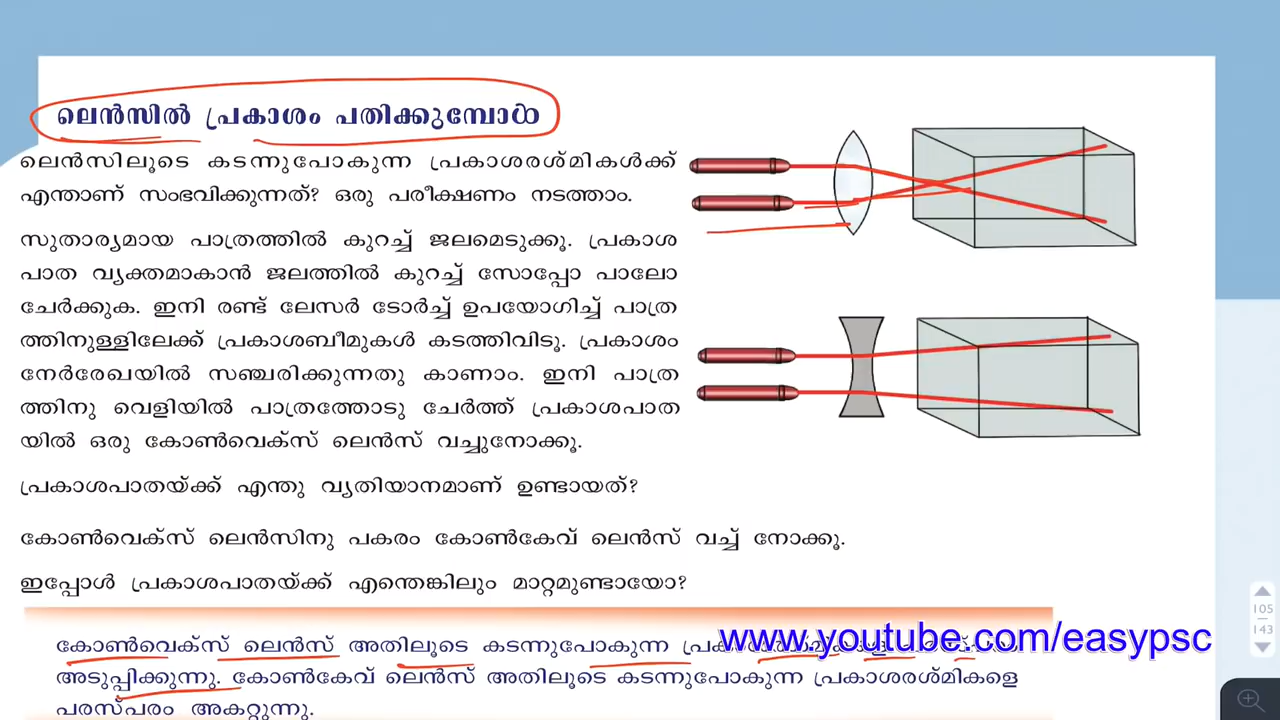 ലെൻസിൽ പ്രകാശം പതിക്കുമ്പോൾ
ലെൻസിലൂടെ കടന്നുപോകുന്ന പ്രകാശരശ്മികൾക്ക്
എന്താണ് സംഭവിക്കുന്നത്? ഒരു പരീക്ഷണം നടത്താം.
സുതാര്യമായ പാത്രത്തിൽ കുറച്ച് ജലമെടുക്കൂ. പ്രകാശ
പാത വ്യക്തമാകാൻ ജലത്തിൽ കുറച്ച് സോപ്പോ പാലോ
ചേർക്കുക. ഇനി രണ്ട് ലേസർ ടോർച്ച് ഉപയോഗിച്ച് പാത്ര
ത്തിനുള്ളിലേക്ക് പ്രകാശബീമുകൾ കടത്തിവിടൂ. പ്രകാശം
നേർരേഖയിൽ സഞ്ചരിക്കുന്നതു കാണാം. ഇനി പാത്ര
ത്തിനു വെളിയിൽ പാത്രത്തോടു ചേർത്ത് പ്രകാശപാത
യിൽ ഒരു കോൺവെക്സ് ലെൻസ് വച്ചുനോക്കൂ.
പ്രകാശപാതയ്ക്ക് എന്തു വ്യതിയാനമാണ് ഉണ്ടായത്?
കോൺവെക്സ് ലെൻസിനു പകരം കോൺകേവ് ലെൻസ് വച്ച് നോക്കൂ.
ഇപ്പോൾ പ്രകാശപാതയ്ക്ക് എന്തെങ്കിലും മാറ്റമുണ്ടായോ?
www.youtube.com/easypsc
കോൺവെക്സ് ലെൻസ് അതിലൂടെ കടന്നുപോകുന്ന
അടുപ്പിക്കുന്നു. കോൺകേവ് ലെൻസ് അതിലൂടെ കടന്നുപോകുന്ന പ്രകാശരശ്മികളെ
പരസ്പരം അകറ്റുന്നു.
105
143